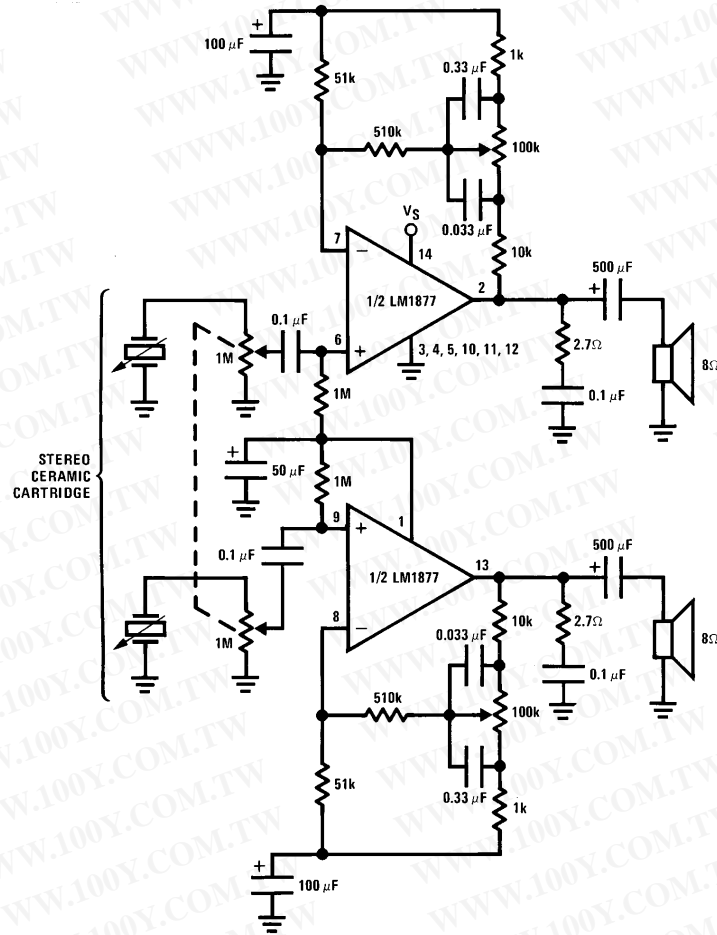 100 μF
+
51k
1k
0.33 μF
510k
100k
0.033 μF
10k
VS
7
−
14
2
1/2 LM1877
6
+
3, 4, 5, 10, 11, 12
+
500 μF
2.7Ω
0.1 μF
8Ω
0.1 μF
1M
1M
STEREO
CERAMIC
CARTRIDGE
+
50 μF
1M
9
+
1
0.1 μF
1/2 LM1877
13
8
−
1M
+
500 μF
10k
2.7Ω
0.1 μF
8Ω
0.033 μF
510k
100k
0.33 μF
51k
1k
+
100 μF
WWW.100Y.COM.TW